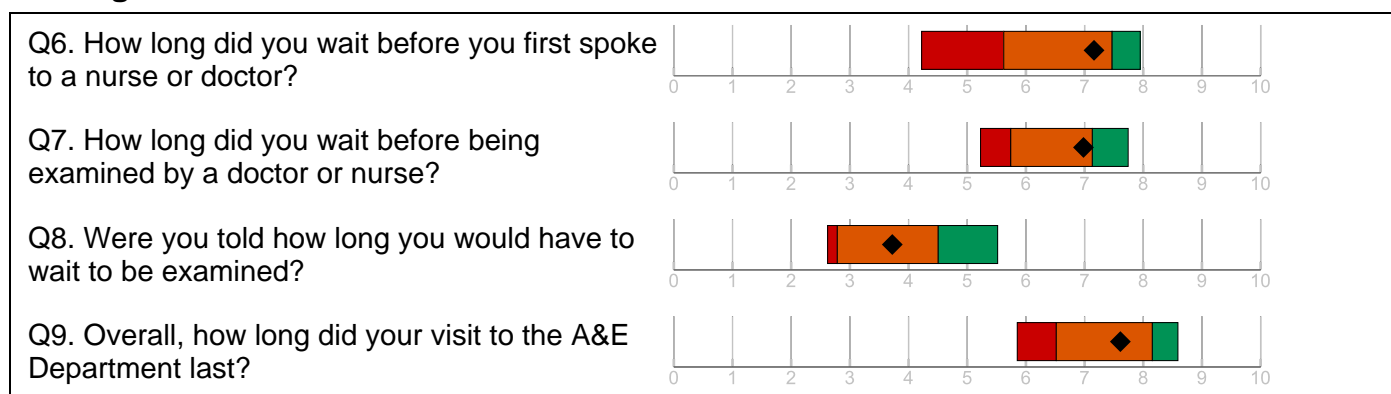 Q6. How long did you wait before you first spoke
to a nurse or doctor?
0 1 2 3 4 5 6 7 8 9 10
Q7. How long did you wait before being
examined by a doctor or nurse?
0 1 2 3 4 5 6 7 8 9 10
Q8. Were you told how long you would have to
wait to be examined?
0 1 2 3 4 5 6 7 8 9 10
Q9. Overall, how long did your visit to the A&E
Department last?
0 1 2 3 4 5 6 7 8 9 10